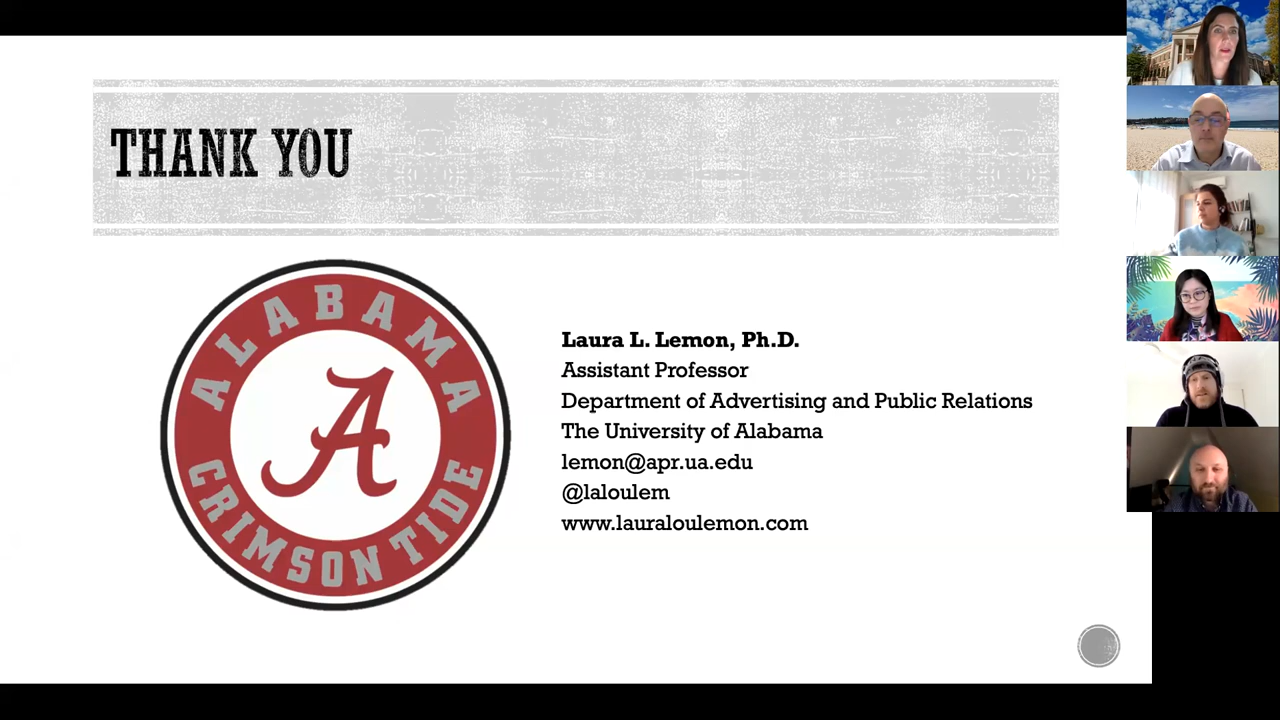 THANK YOU
ALABAMA
A
CRIMSON TIDE
Laura L. Lemon, Ph.D.
Assistant Professor
Department of Advertising and Public Relations
The University of Alabama
lemon@apr.ua.edu
@laloulem
www.lauraloulemon.com